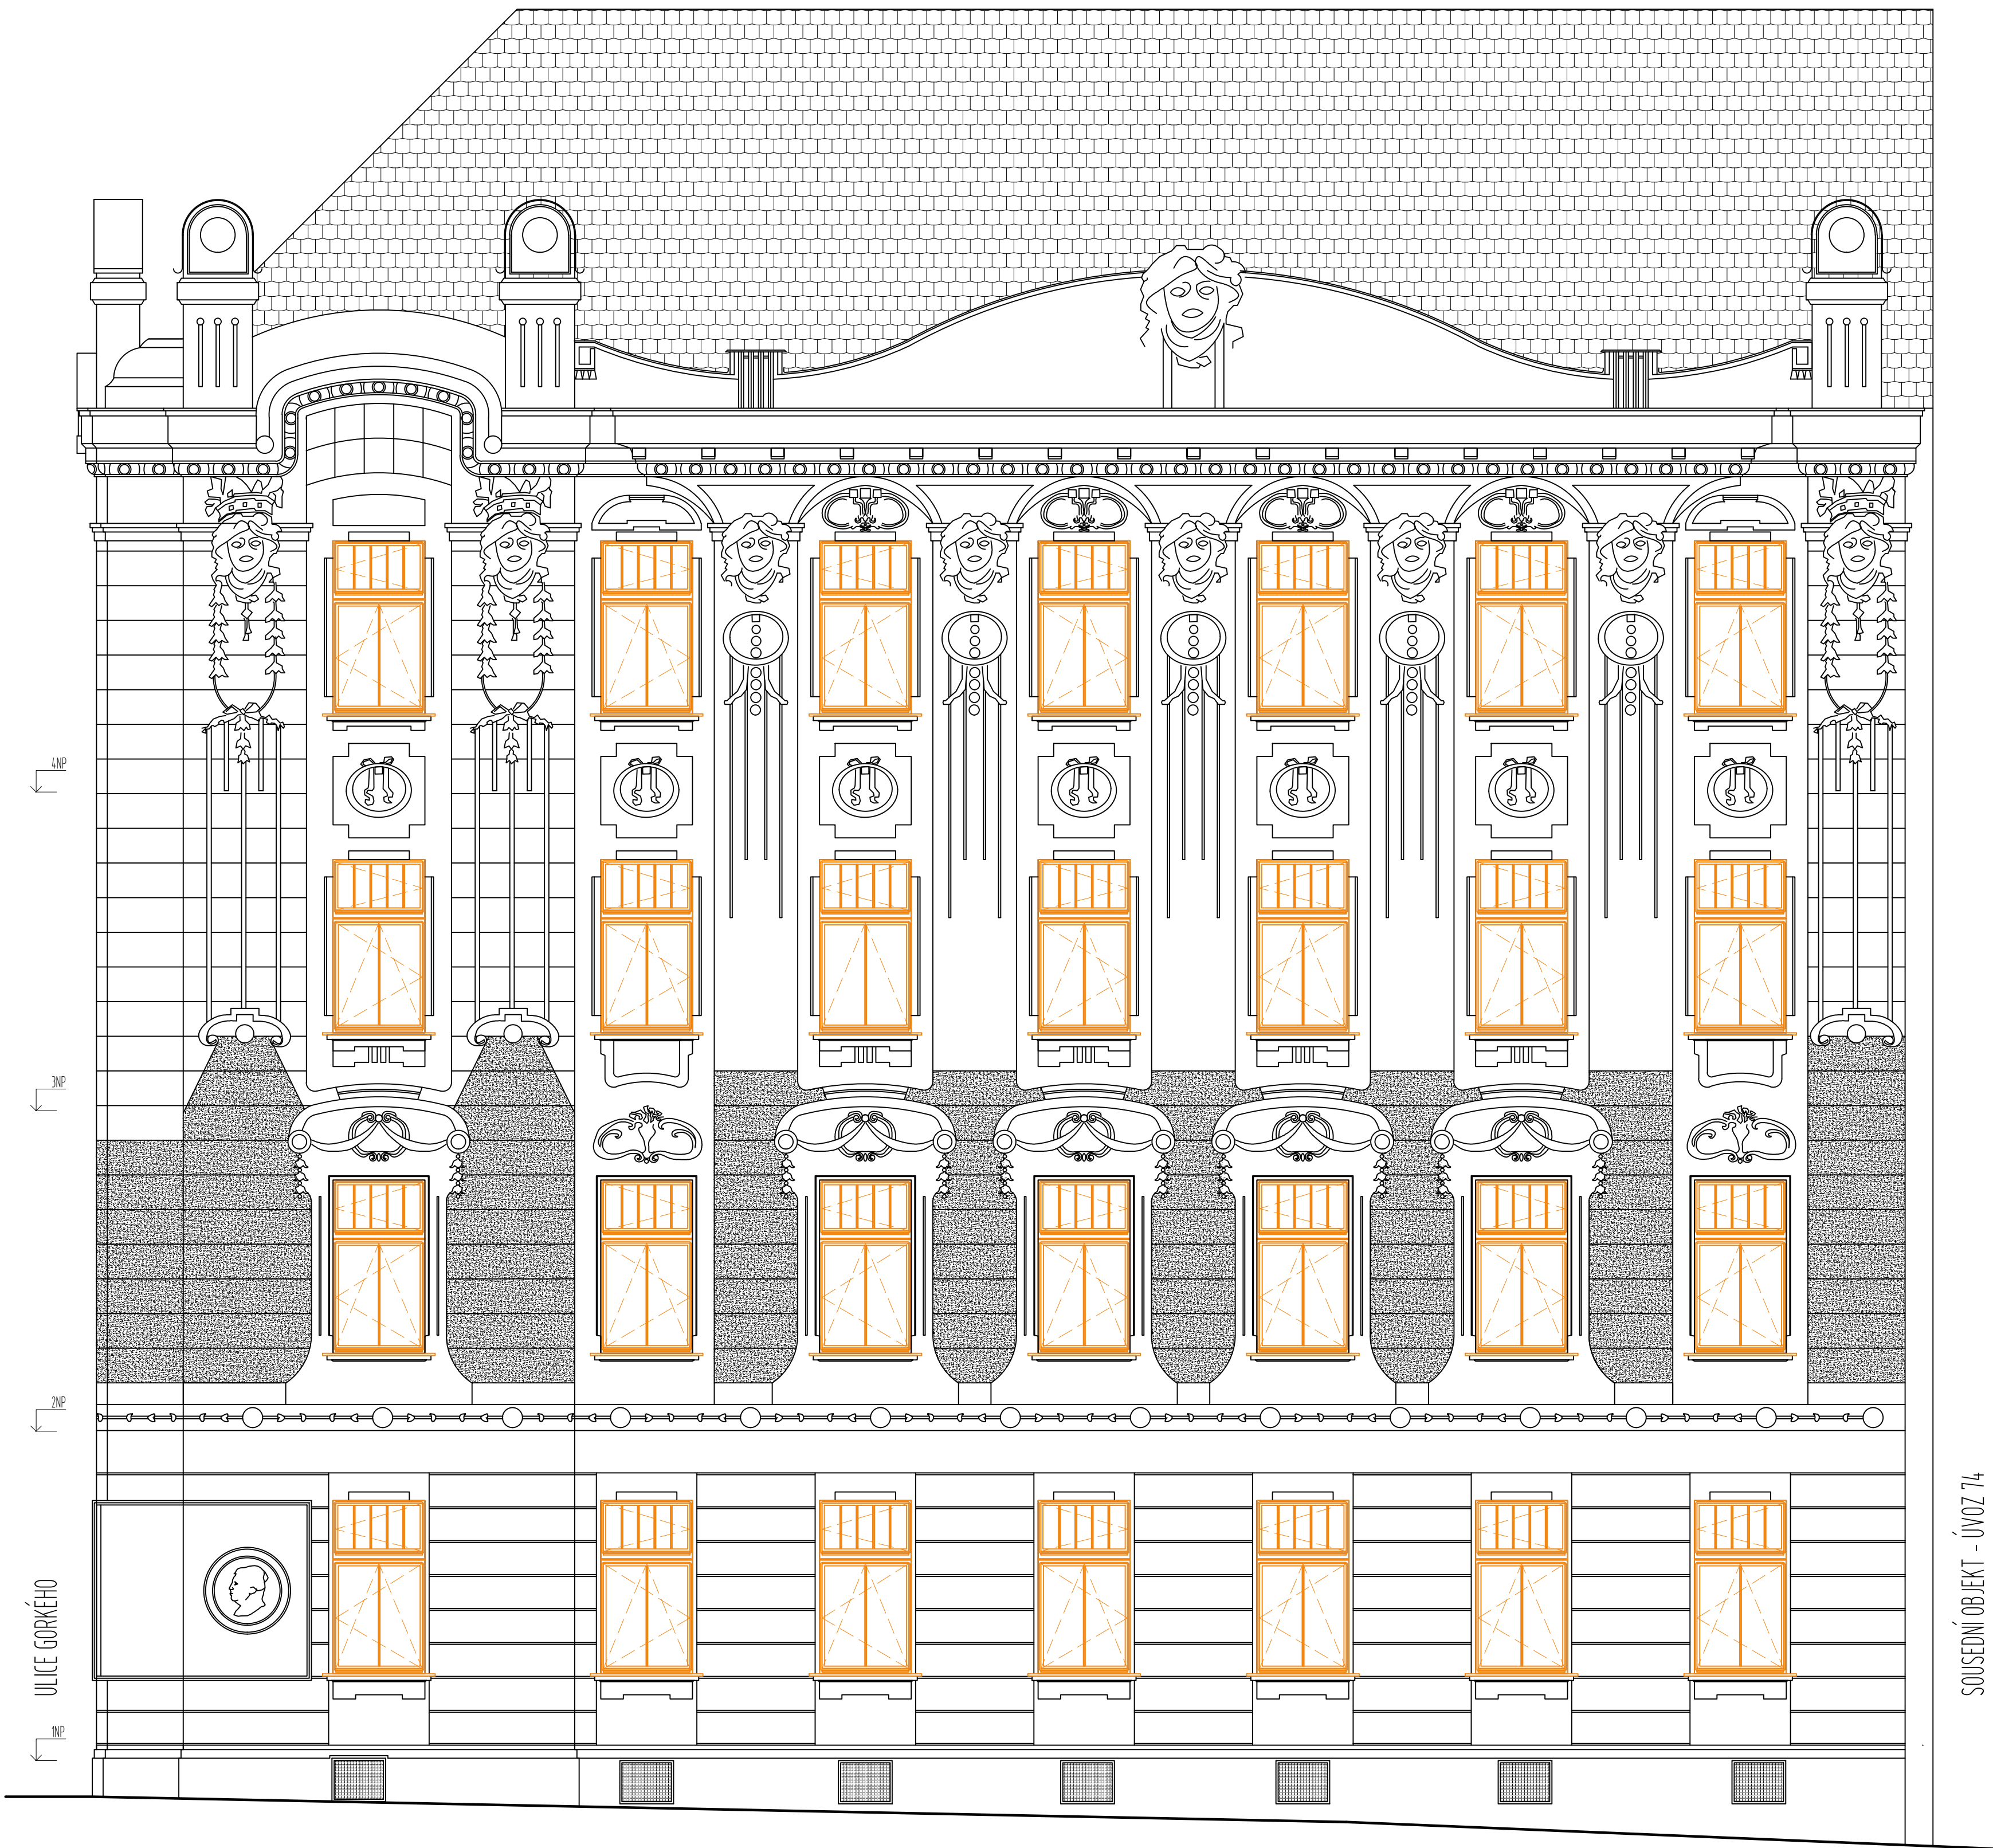 4NP
3NP
2NP
1NP
ULICE GORKÉHO
SOUSEDNÍ OBJEKT - ÚVOZ 74